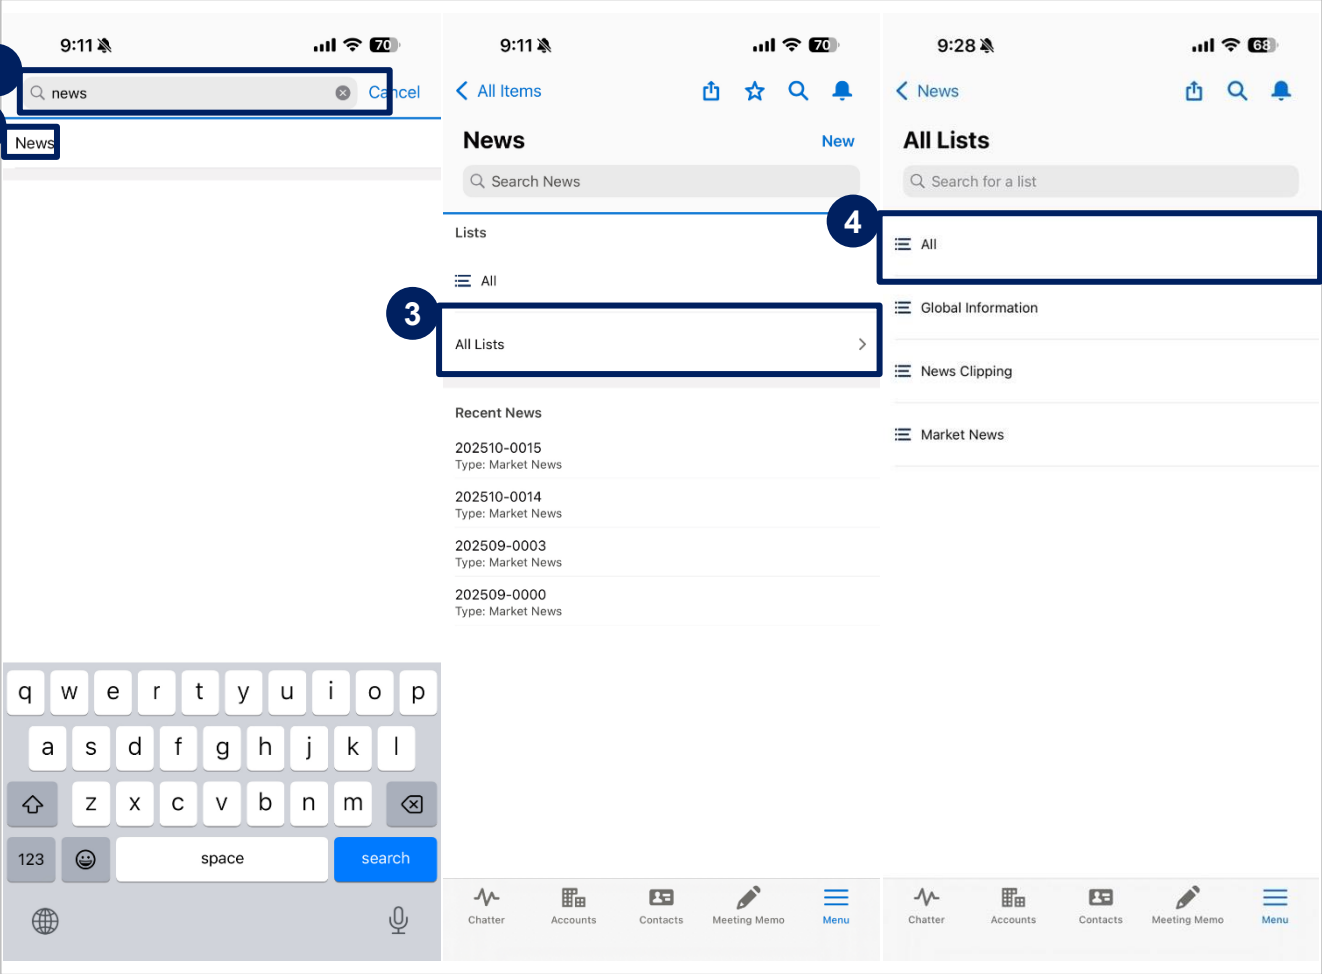 9:11
70
news
Cancel
News
q w e r t y u i o p
a s d f g h j k l
z x c v b n m
123
space
search
9:11
70
All Items
News
New
Search News
Lists
All
3
All Lists
Recent News
202510-0015
Type: Market News
202510-0014
Type: Market News
202509-0003
Type: Market News
202509-0000
Type: Market News
Chatter
Accounts
Contacts
Meeting Memo
Menu
9:28
68
News
All Lists
Search for a list
4
All
Global Information
News Clipping
Market News
Chatter
Accounts
Contacts
Meeting Memo
Menu